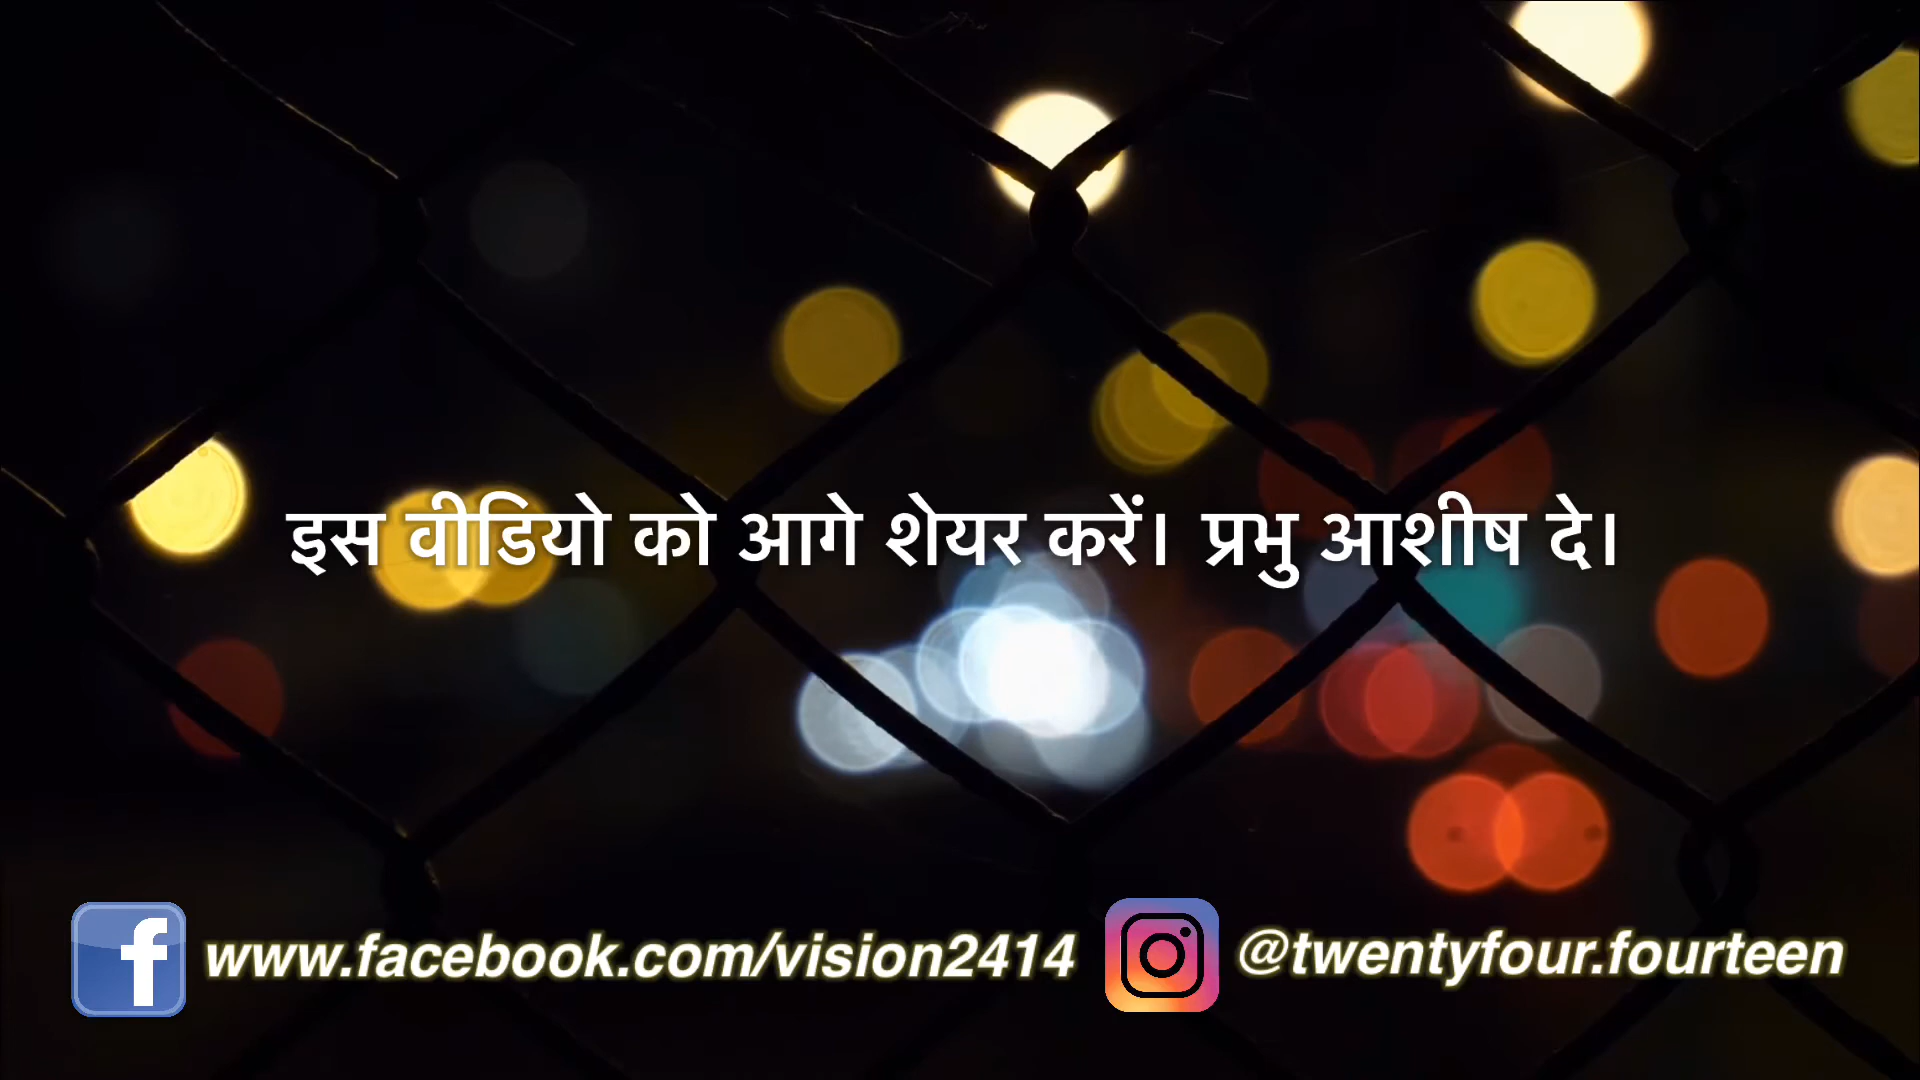 इस वीडियो को आगे शेयर करें। प्रभु आशीष दे।
www.facebook.com/vision2414 @twentyfour.fourteen